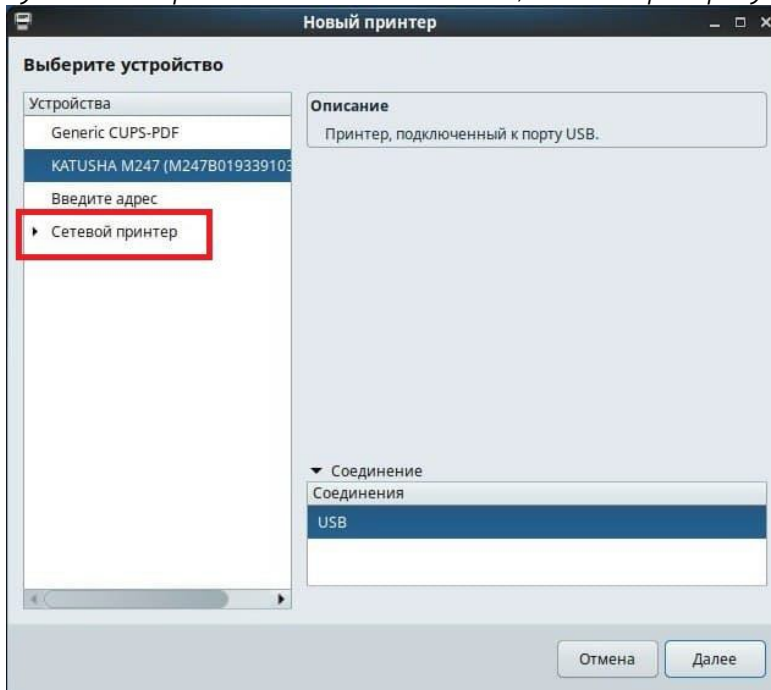 Новый принтер
Выберите устройство
Устройства
Generic CUPS-PDF
KATUSHA M247 (M247B019339103
Введите адрес
Сетевой принтер
Описание
Принтер, подключенный к порту USB.
Соединение
Соединения
USB
Отмена
Далее